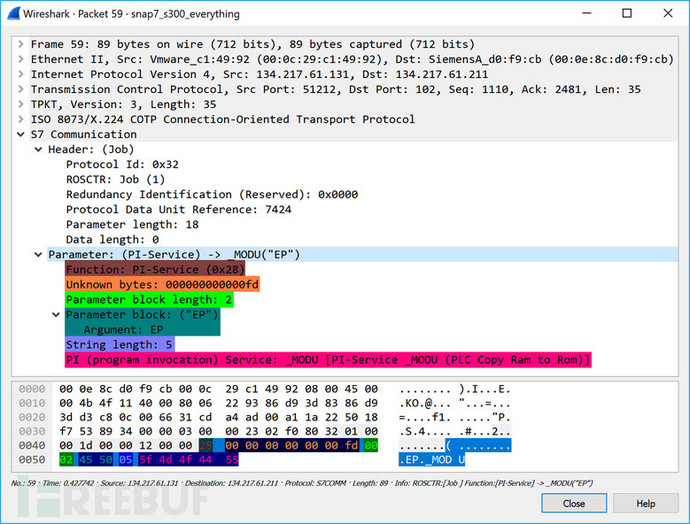 Wireshark · Packet 59 · snap7_s300_everything
Frame 59: 89 bytes on wire (712 bits), 89 bytes captured (712 bits)
Ethernet II, Src: Vmware_c1:49:92 (00:0c:29:c1:49:92), Dst: SiemensA_d0:f9:cb (00:0e:8c:d0:f9:cb)
Internet Protocol Version 4, Src: 134.217.61.131, Dst: 134.217.61.211
Transmission Control Protocol, Src Port: 51212, Dst Port: 102, Seq: 1110, Ack: 2481, Len: 35
TPKT, Version: 3, Length: 35
ISO 8073/X.224 COTP Connection-Oriented Transport Protocol
S7 Communication
Header: (Job)
Protocol Id: 0x32
ROSCTR: Job (1)
Redundancy Identification (Reserved): 0x0000
Protocol Data Unit Reference: 7424
Parameter length: 18
Data length: 0
Parameter: (PI-Service) -> _MODU("EP")
Function: PI-Service (0x28)
Unknown bytes: 000000000000fd
Parameter block length: 2
Parameter block: ("EP")
Argument: EP
String length: 5
PI (program invocation) Service: _MODU [PI-Service _MODU (PLC Copy Ram to Rom)]
0000 00 0e 8c d0 f9 cb 00 0c 29 c1 49 92 08 00 45 00 ........ ).I...E.
0010 00 4b 4f 11 40 00 80 06 22 93 86 d9 3d 83 86 d9 .KO.@... "...=...
0020 3d d3 c8 0c 00 66 31 cd a4 ad 00 a1 1a 22 50 18 =....f1. ....."P.
0030 f7 53 89 34 00 00 03 00 00 23 02 f0 80 32 01 00 .S.4.... .#...2..
0040 00 1d 00 00 12 00 00 28 00 00 00 00 00 00 fd 00 .......( ........
0050 02 45 50 05 5f 4d 4f 44 55 .EP._MOD U
No.: 59 · Time: 0.427742 · Source: 134.217.61.131 · Destination: 134.217.61.211 · Protocol: S7COMM · Length: 89 · Info: ROSCTR:[Job ] Function:[PI-Service] -> _MODU("EP")
Close Help
FREEBUF